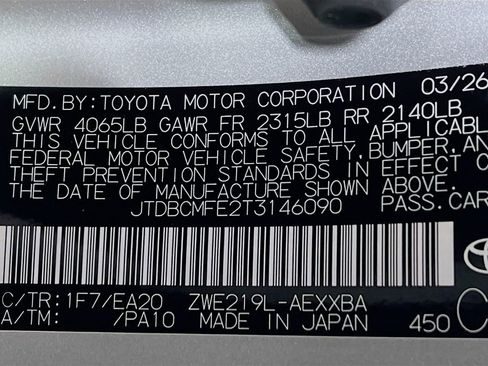 MFD.BY:TOYOTA MOTOR CORPORATION 03/26
GVWR 4065LB GAWR FR 2315LB RR 2140LB
THIS VEHICLE CONFORMS TO ALL APPLICABL
FEDERAL MOTOR VEHICLE SAFETY,BUMPER,AN
THEFT PREVENTION STANDARDS IN EFFECT
THE DATE OF MANUFACTURE SHOWN ABOVE.
JTDBCMFE2T3146090 PASS.CAR
C/TR:1F7/EA20 ZWE219L-AEXXBA
A/TM: /PA10 MADE IN JAPAN 450 C